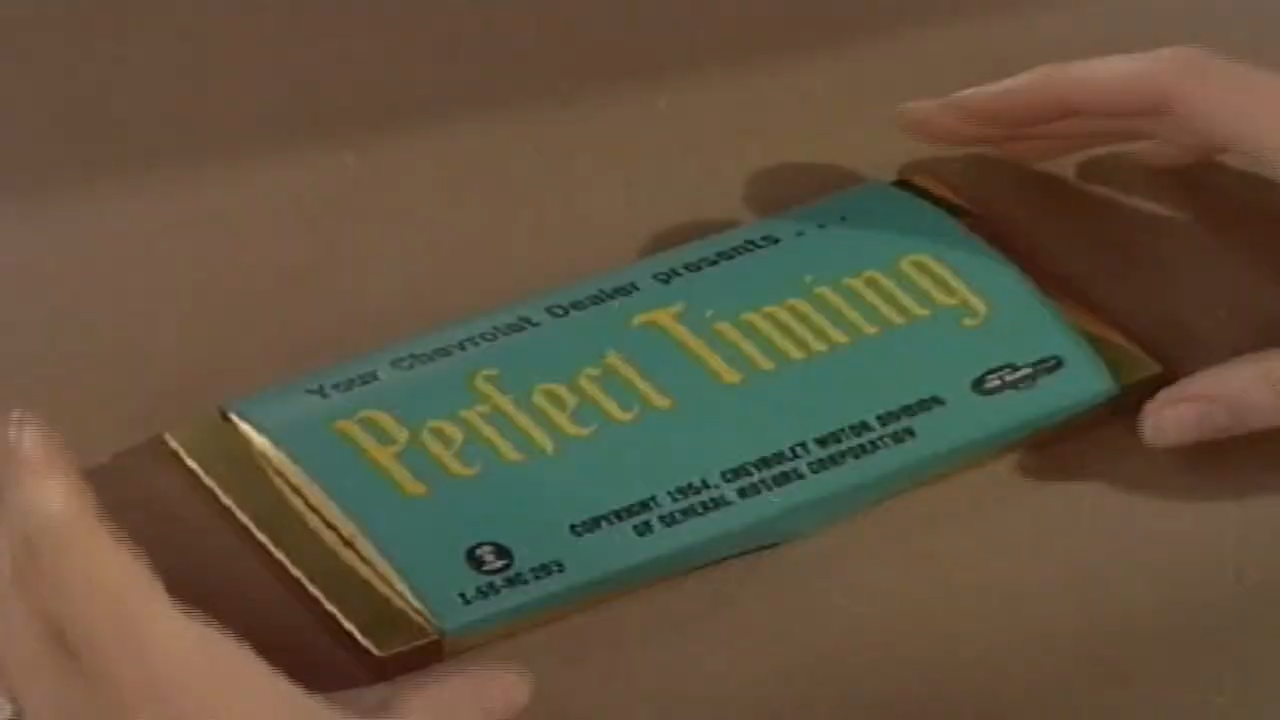 Your Chevrolet Dealer presents . . .
Perfect Timing
COPYRIGHT 1954, CHEVROLET MOTOR DIVISION
OF GENERAL MOTORS CORPORATION